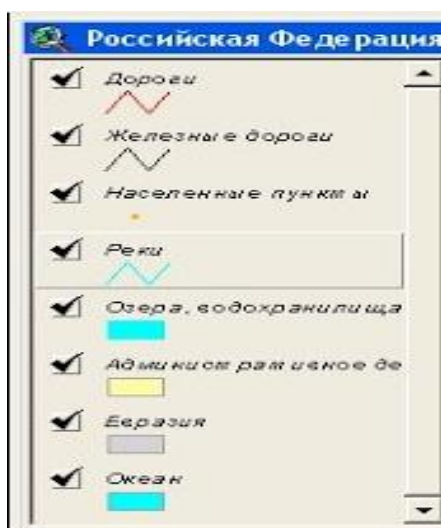 Российская Федерация
Дороги
Железные дороги
Населенные пункты
Реки
Озера, водохранилища
Административное де
Евразия
Океан